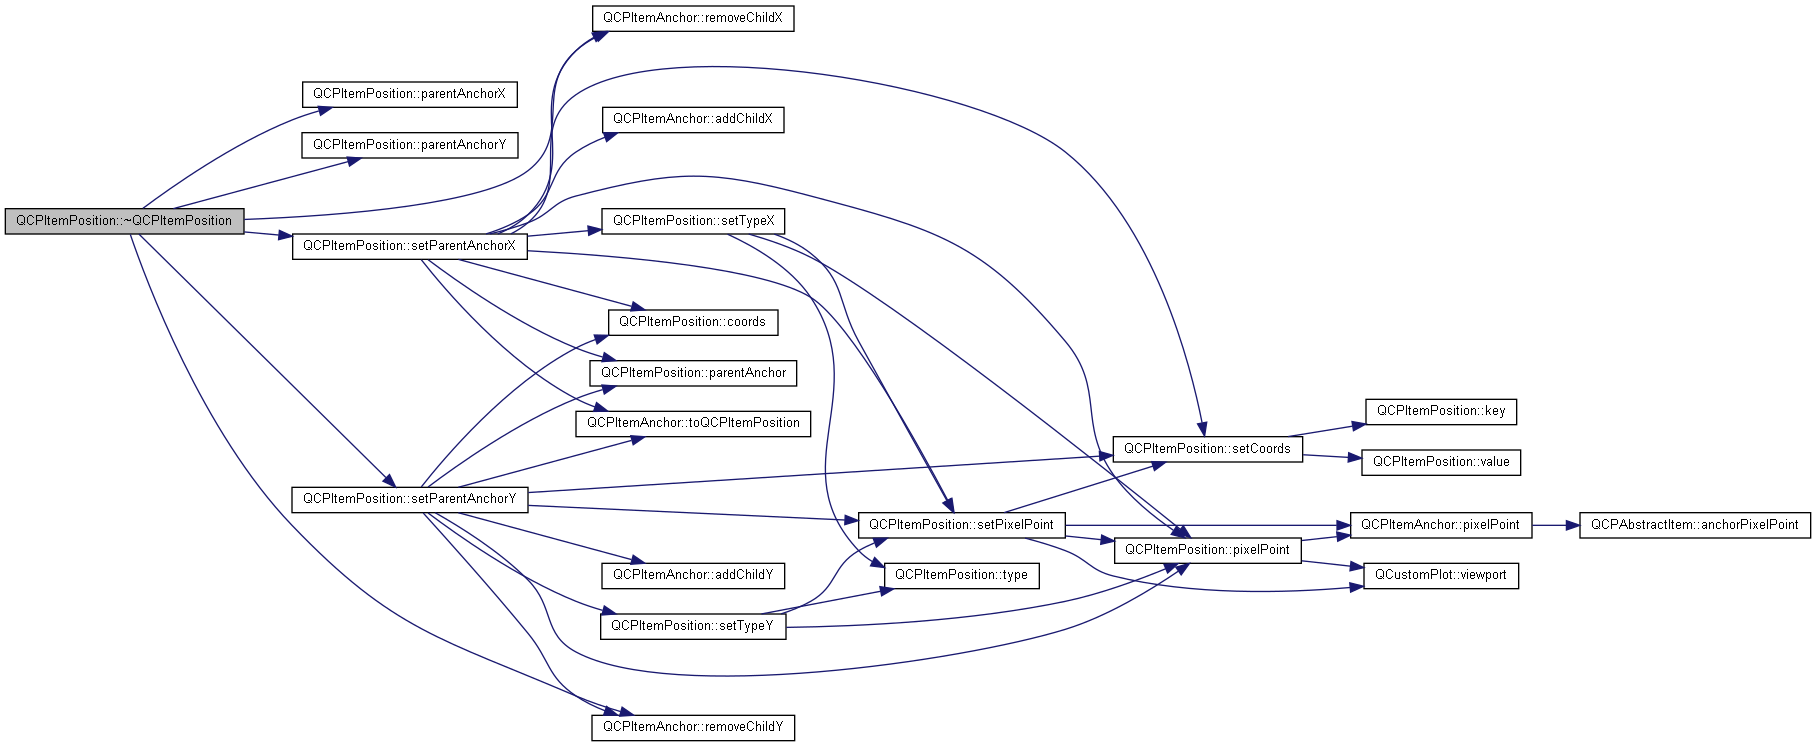 QCPItemAnchor::removeChildX
QCPItemPosition::parentAnchorX
QCPItemAnchor::addChildX
QCPItemPosition::parentAnchorY
QCPItemPosition::~QCPItemPosition
QCPItemPosition::setTypeX
QCPItemPosition::setParentAnchorX
QCPItemPosition::coords
QCPItemPosition::parentAnchor
QCPItemPosition::key
QCPItemAnchor::toQCPItemPosition
QCPItemPosition::setCoords
QCPItemPosition::value
QCPItemPosition::setParentAnchorY
QCPItemPosition::setPixelPoint
QCPItemAnchor::pixelPoint
QCPAbstractItem::anchorPixelPoint
QCPItemPosition::pixelPoint
QCPItemAnchor::addChildY
QCPItemPosition::type
QCustomPlot::viewport
QCPItemPosition::setTypeY
QCPItemAnchor::removeChildY